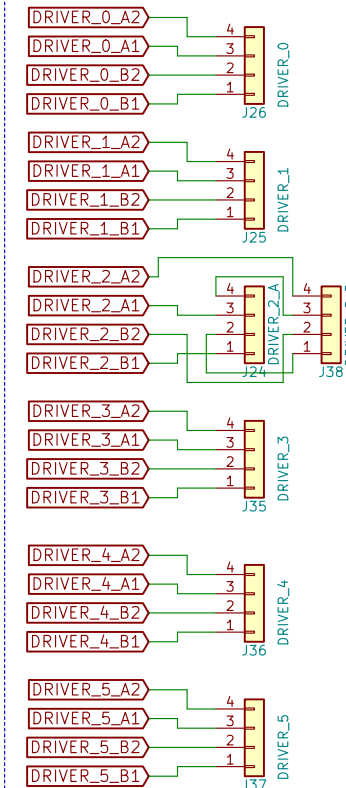 DRIVER_0_A2
DRIVER_0_A1
DRIVER_0_B2
DRIVER_0_B1
4
3
2
1
J26
DRIVER_0
DRIVER_1_A2
DRIVER_1_A1
DRIVER_1_B2
DRIVER_1_B1
4
3
2
1
J25
DRIVER_1
DRIVER_2_A2
DRIVER_2_A1
DRIVER_2_B2
DRIVER_2_B1
4
3
2
1
J24
DRIVER_2_A
4
3
2
1
J38
DRIVER_3_A2
DRIVER_3_A1
DRIVER_3_B2
DRIVER_3_B1
4
3
2
1
J35
DRIVER_3
DRIVER_4_A2
DRIVER_4_A1
DRIVER_4_B2
DRIVER_4_B1
4
3
2
1
J36
DRIVER_4
DRIVER_5_A2
DRIVER_5_A1
DRIVER_5_B2
DRIVER_5_B1
4
3
2
1
J37
DRIVER_5